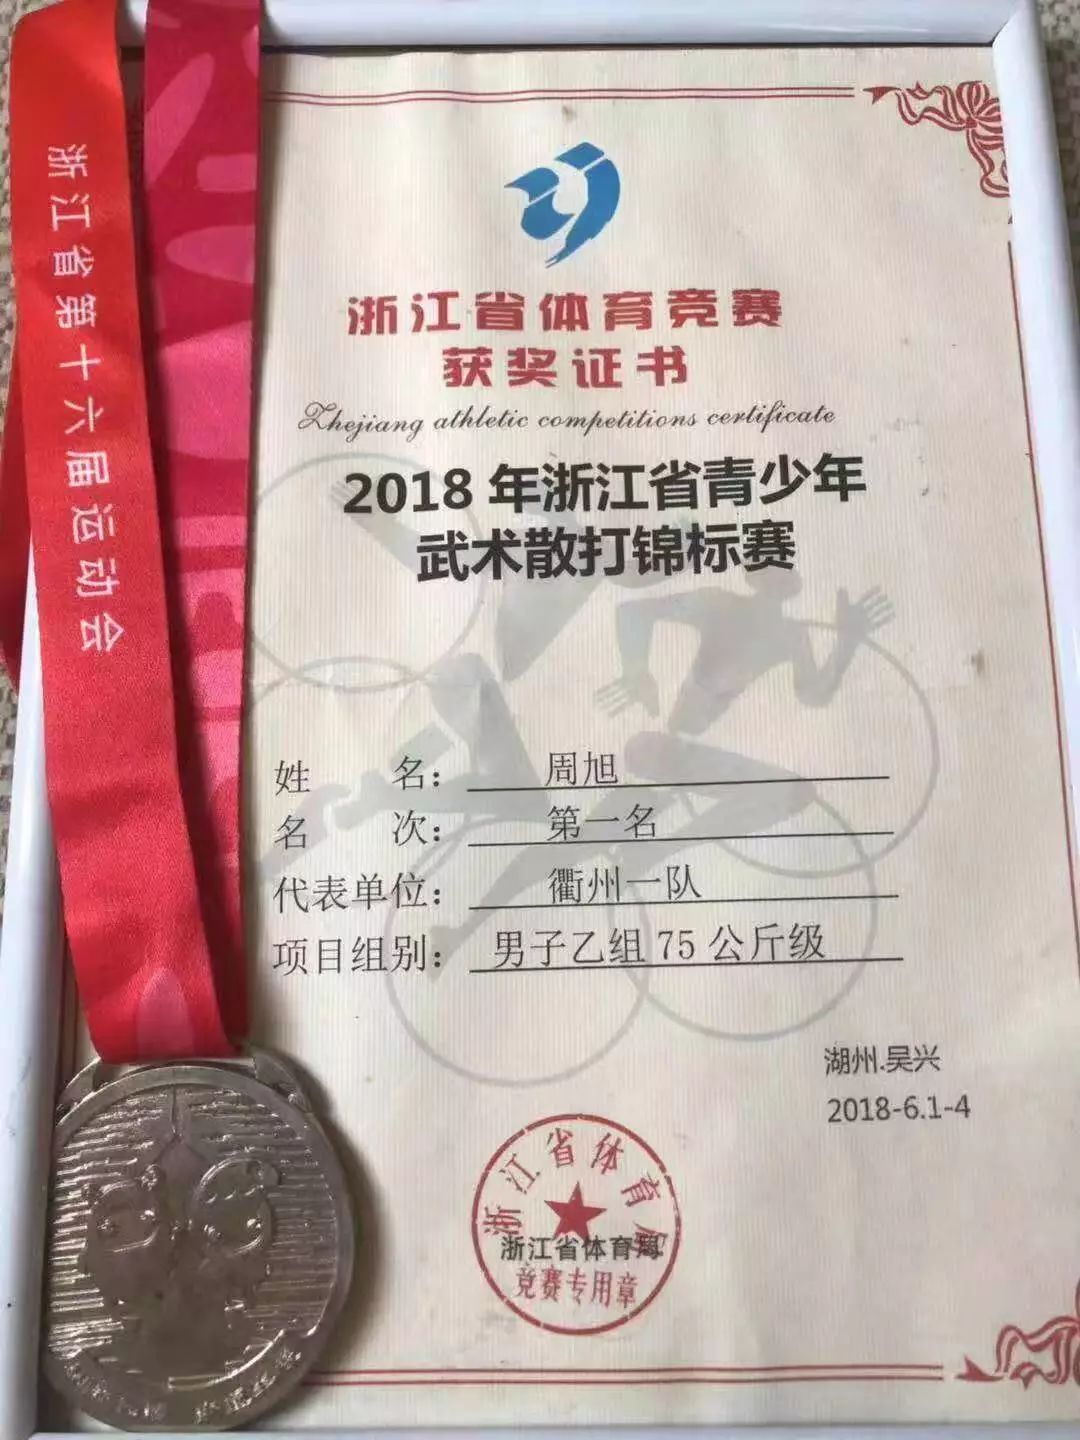 浙江省第十六届运动会
浙江省体育竞赛
获奖证书
Zhejiang athletic competitions certificate
2018 年浙江省青少年
武术散打锦标赛
姓 名： 周旭
名 次： 第一名
代表单位： 衢州一队
项目组别： 男子乙组 75 公斤级
湖州.吴兴
2018-6.1-4
浙江省体育局
浙江省体育局
竞赛专用章